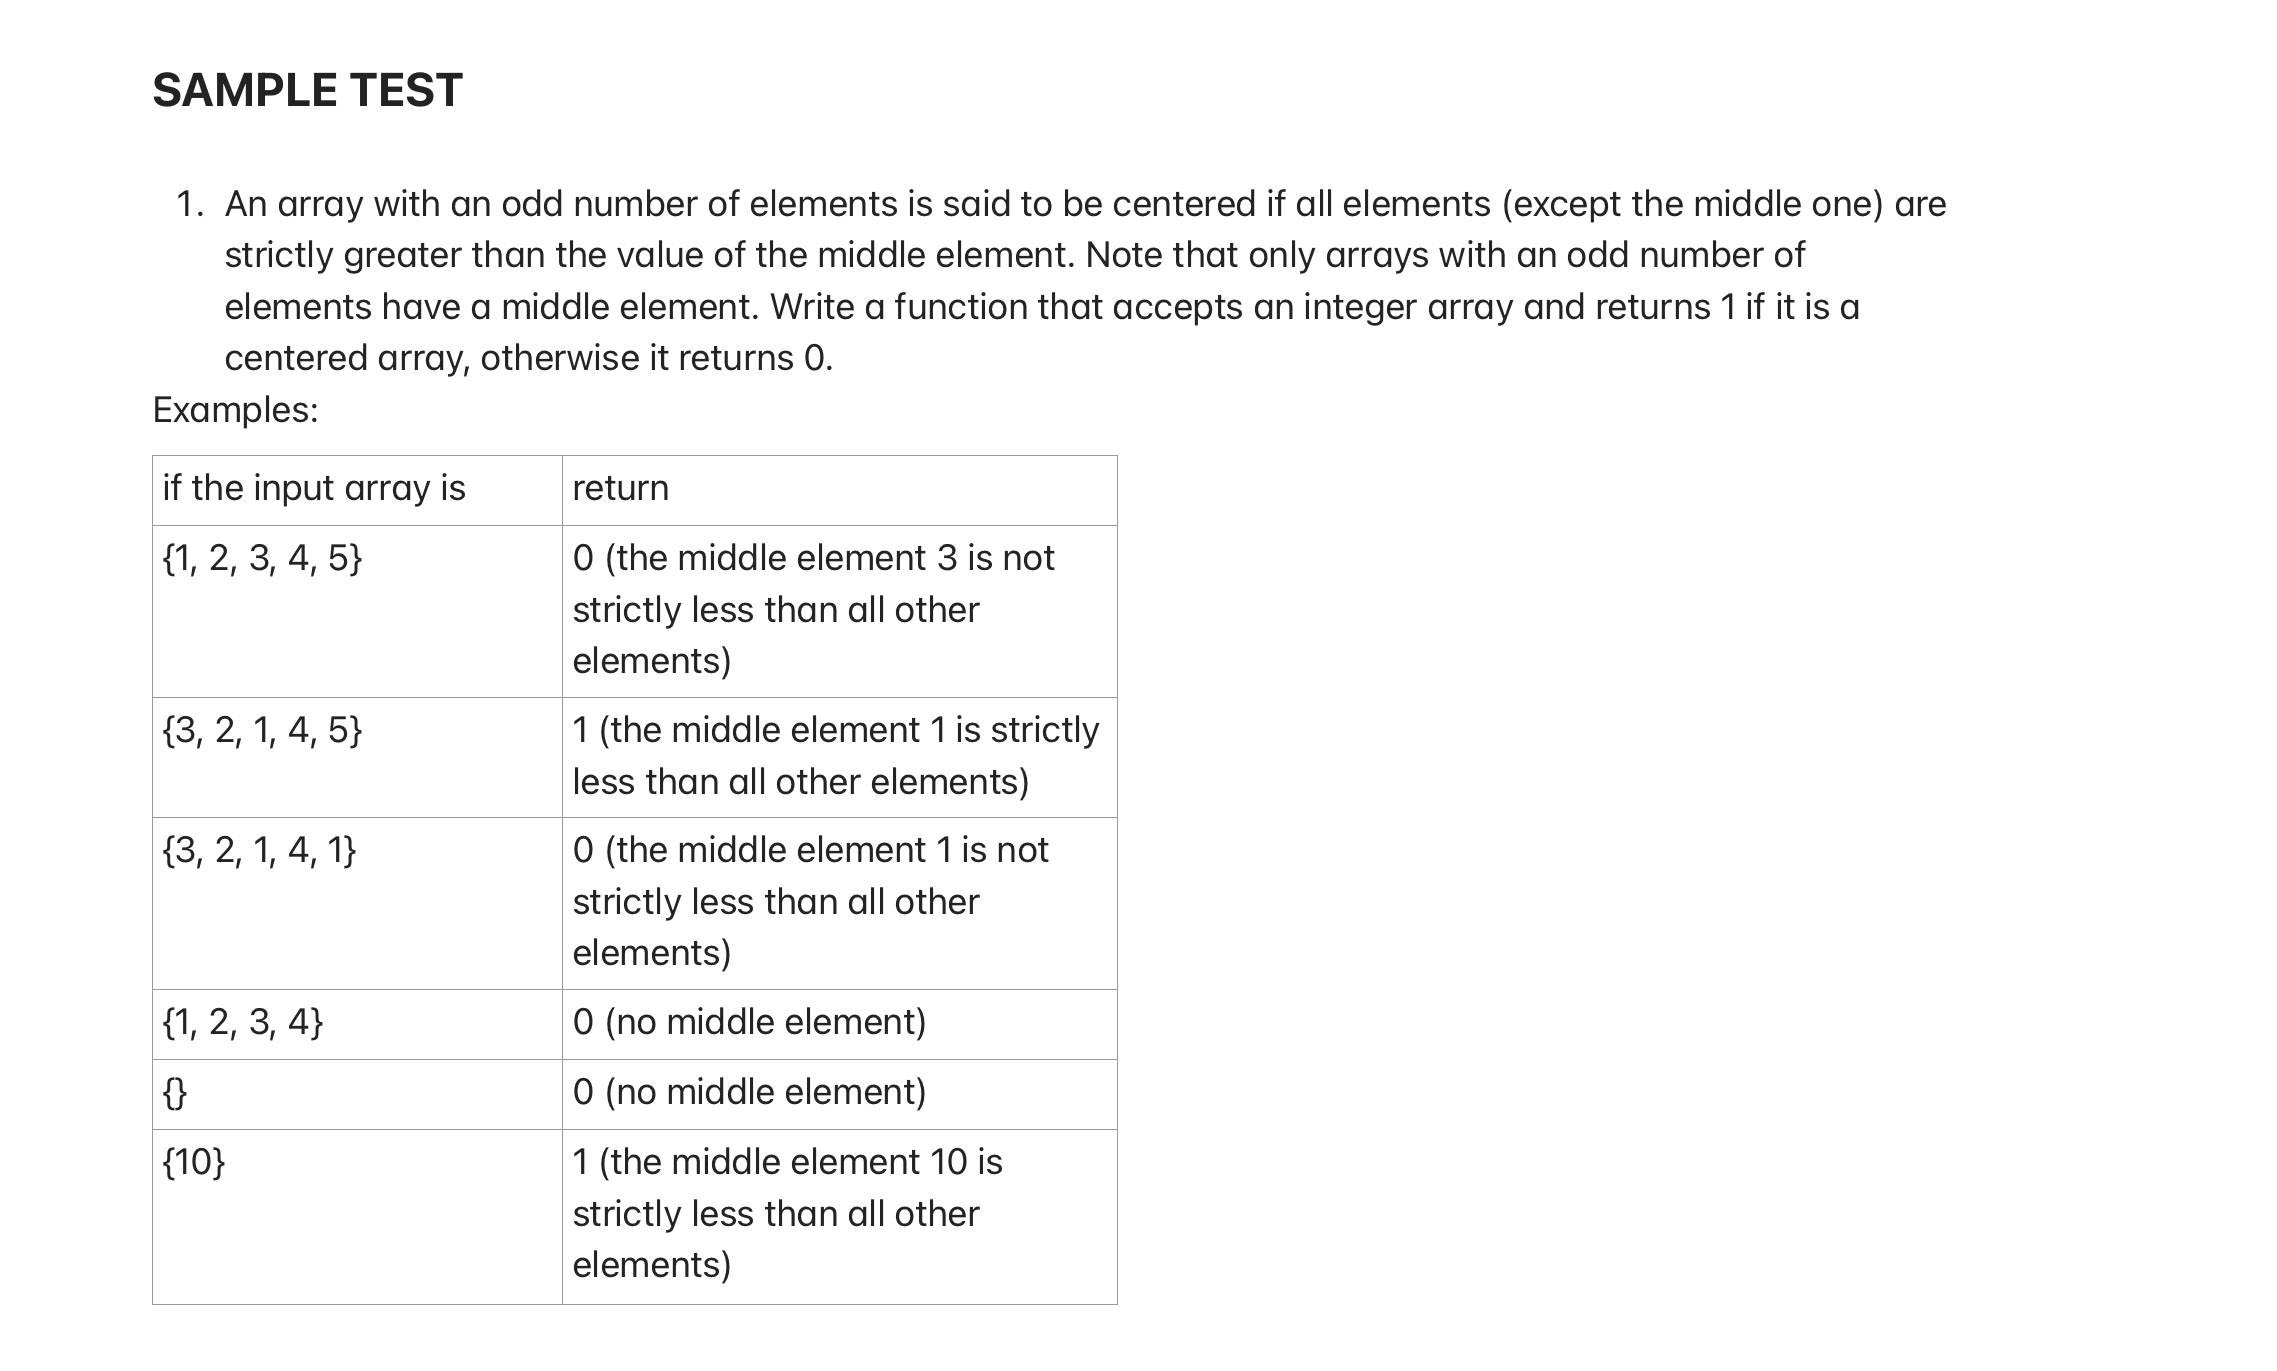 SAMPLE TEST
1. An array with an odd number of elements is said to be centered if all elements (except the middle one) are
strictly greater than the value of the middle element. Note that only arrays with an odd number of
elements have a middle element. Write a function that accepts an integer array and returns 1 if it is a
centered array, otherwise it returns 0.
Examples:
if the input array is return
{1, 2, 3, 4, 5} 0 (the middle element 3 is not
strictly less than all other
elements)
{3, 2, 1, 4, 5} 1 (the middle element 1 is strictly
less than all other elements)
{3, 2, 1, 4, 1} 0 (the middle element 1 is not
strictly less than all other
elements)
{1, 2, 3, 4} 0 (no middle element)
{} 0 (no middle element)
{10} 1 (the middle element 10 is
strictly less than all other
elements)